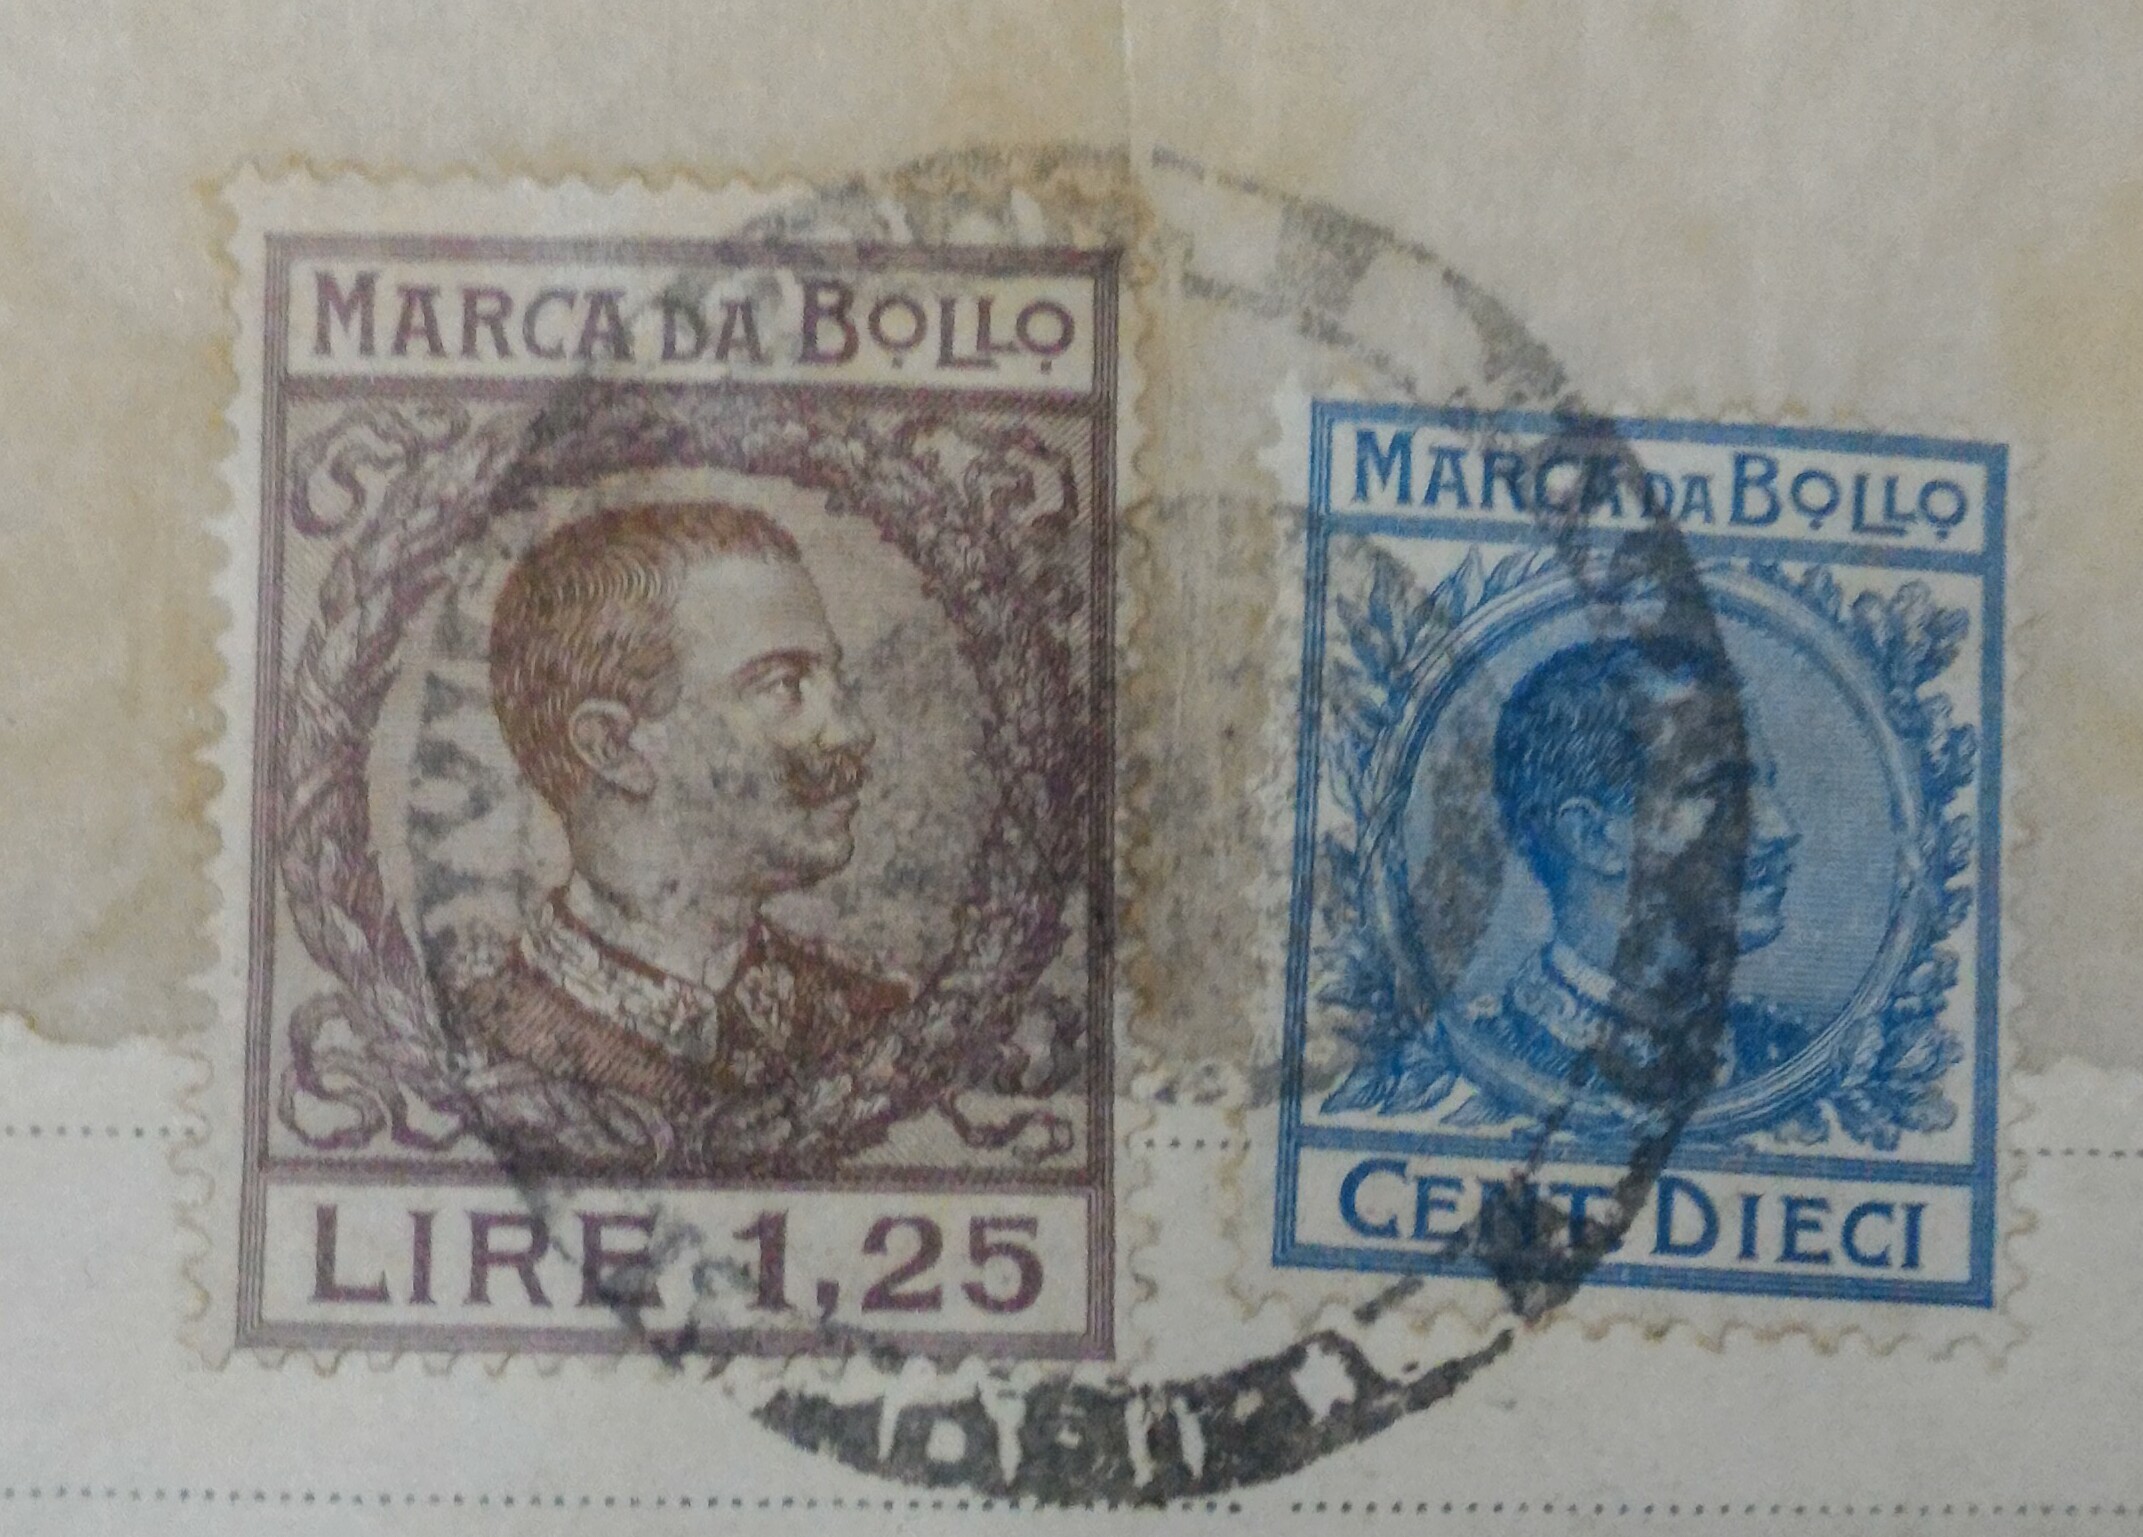 MARCA DA BOLLO
LIRE 1,25
MARCA DA BOLLO
CENT. DIECI